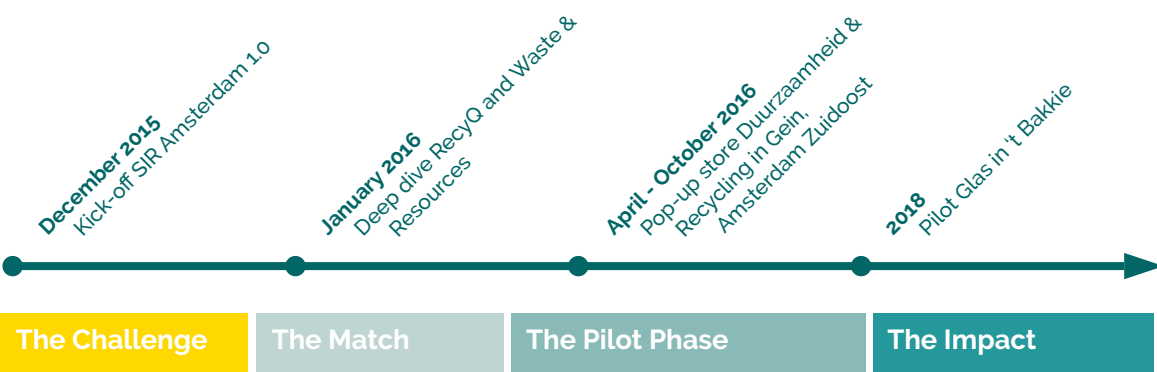 December 2015
Kick-off SIR Amsterdam 1.0
January 2016
Deep dive RecyQ and Waste &
Resources
April - October 2016
Pop-up store Duurzaamheid &
Recycling in Gein,
Amsterdam Zuidoost
2018
Pilot Glas in 't Bakkie
The Challenge
The Match
The Pilot Phase
The Impact